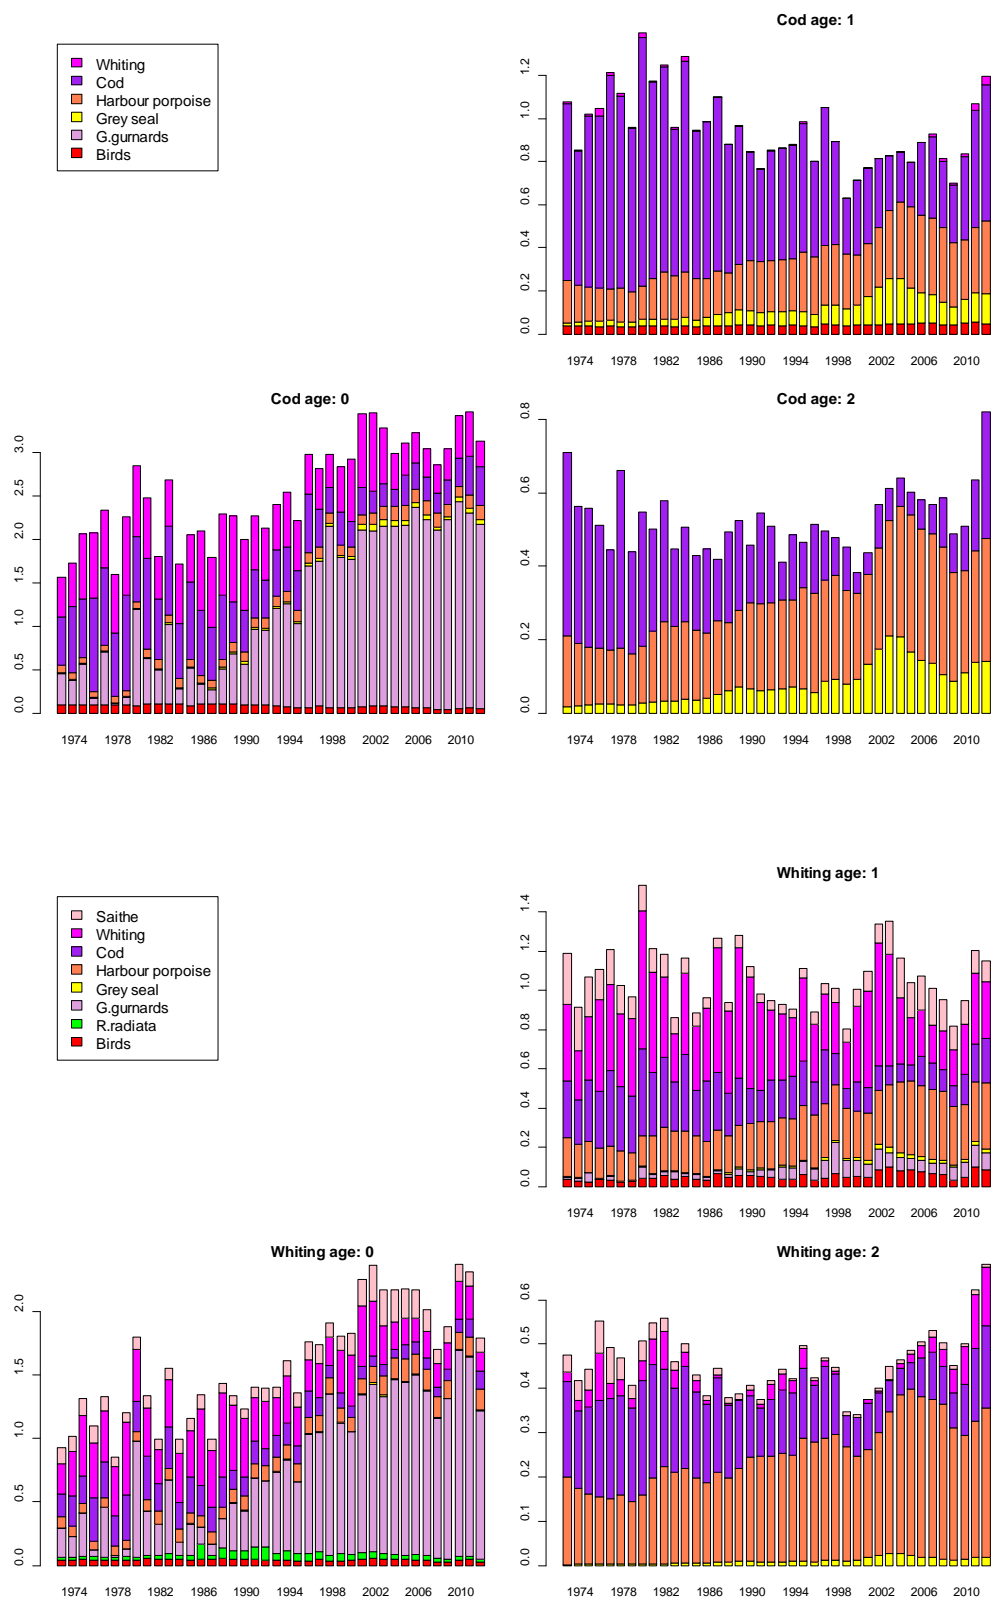 Cod age: 1
Whiting
Cod
Harbour porpoise
Grey seal
G.gurnards
Birds
0.0 0.2 0.4 0.6 0.8 1.0 1.2
1974 1978 1982 1986 1990 1994 1998 2002 2006 2010
Cod age: 0
0.0 0.5 1.0 1.5 2.0 2.5 3.0
1974 1978 1982 1986 1990 1994 1998 2002 2006 2010
Cod age: 2
0.0 0.2 0.4 0.6 0.8
1974 1978 1982 1986 1990 1994 1998 2002 2006 2010
Whiting age: 1
Saithe
Whiting
Cod
Harbour porpoise
Grey seal
G.gurnards
R.radiata
Birds
0.0 0.2 0.4 0.6 0.8 1.0 1.2 1.4
1974 1978 1982 1986 1990 1994 1998 2002 2006 2010
Whiting age: 0
0.0 0.5 1.0 1.5 2.0
1974 1978 1982 1986 1990 1994 1998 2002 2006 2010
Whiting age: 2
0.0 0.1 0.2 0.3 0.4 0.5 0.6
1974 1978 1982 1986 1990 1994 1998 2002 2006 2010